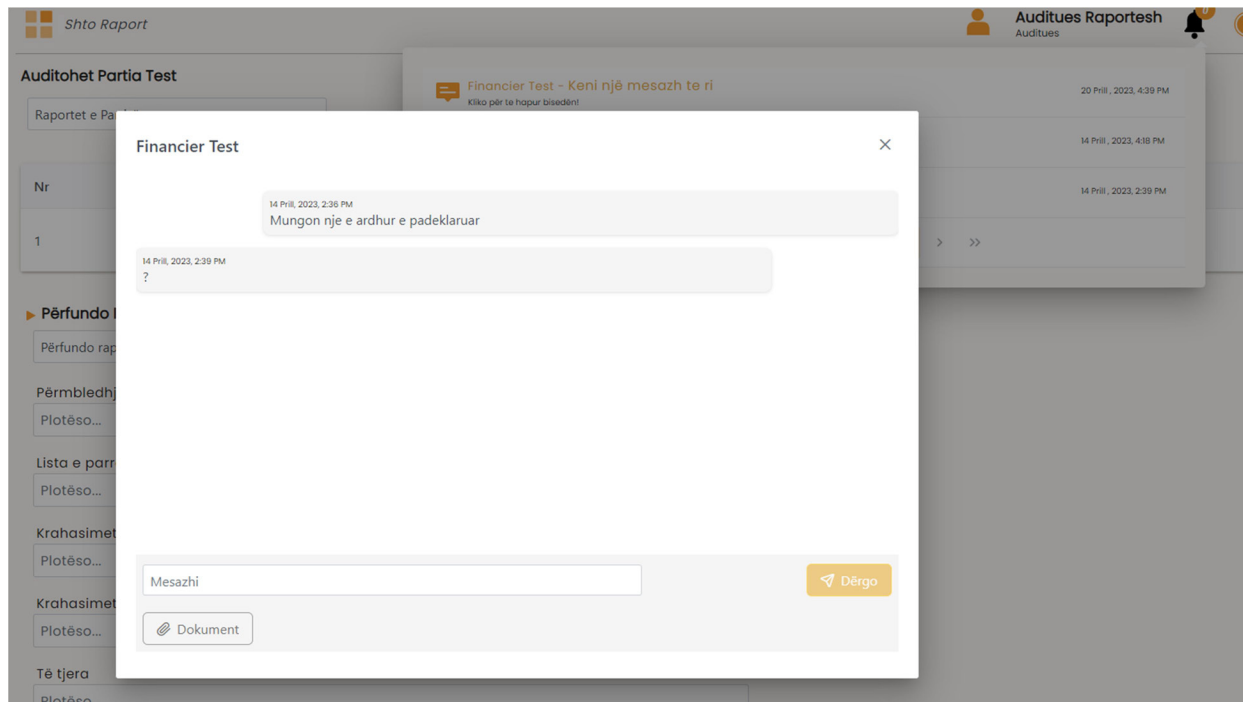 Shto Raport
Auditues Raportesh
Auditues
0
Auditohet Partia Test
Raportet e Pa
Financier Test - Keni një mesazh te ri
Kliko për te hapur bisedën!
20 Prill , 2023, 4:39 PM
14 Prill , 2023, 4:18 PM
14 Prill , 2023, 2:39 PM
Nr
1
Financier Test
14 Prill, 2023, 2:36 PM
Mungon nje e ardhur e padeklaruar
14 Prill, 2023, 2:39 PM
?
Përfundo
Përfundo rap
Përmbledhj
Plotëso...
Lista e parr
Plotëso...
Krahasimet
Plotëso...
Krahasimet
Plotëso...
Të tjera
Plotëso...
Mesazhi
Dërgo
Dokument